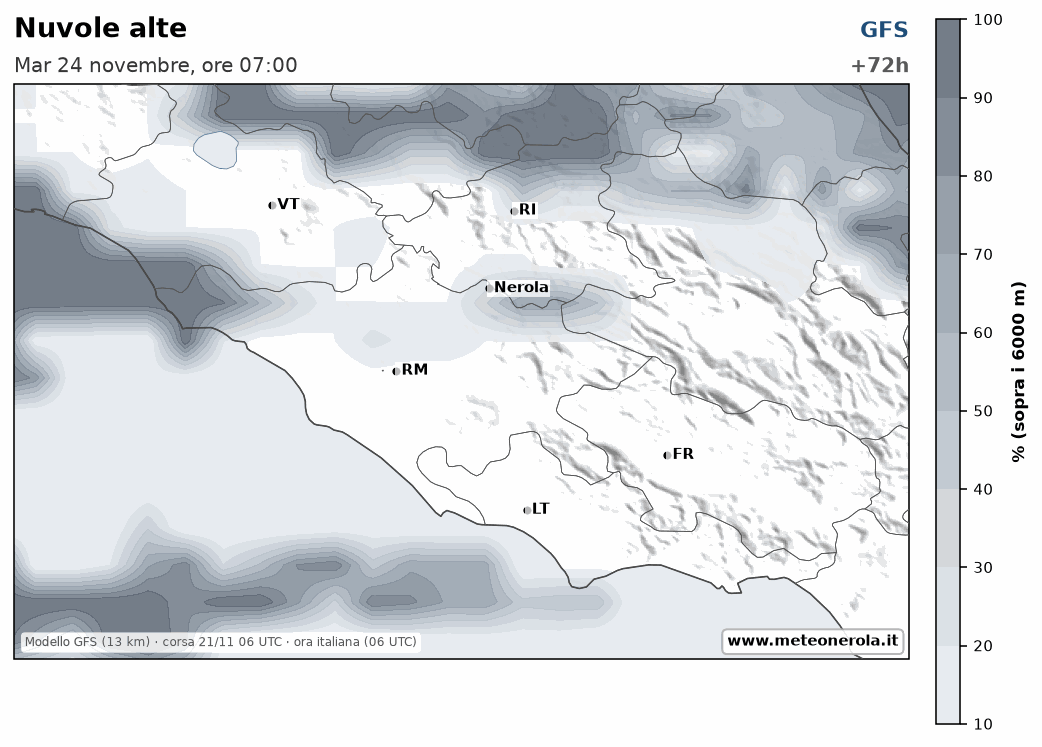 Nuvole alte
GFS
Mar 24 novembre, ore 07:00
+72h
100
90
80
70
60
50
40
30
20
10
% (sopra i 6000 m)
VT
RI
Nerola
RM
FR
LT
Modello GFS (13 km) · corsa 21/11 06 UTC · ora italiana (06 UTC)
www.meteonerola.it